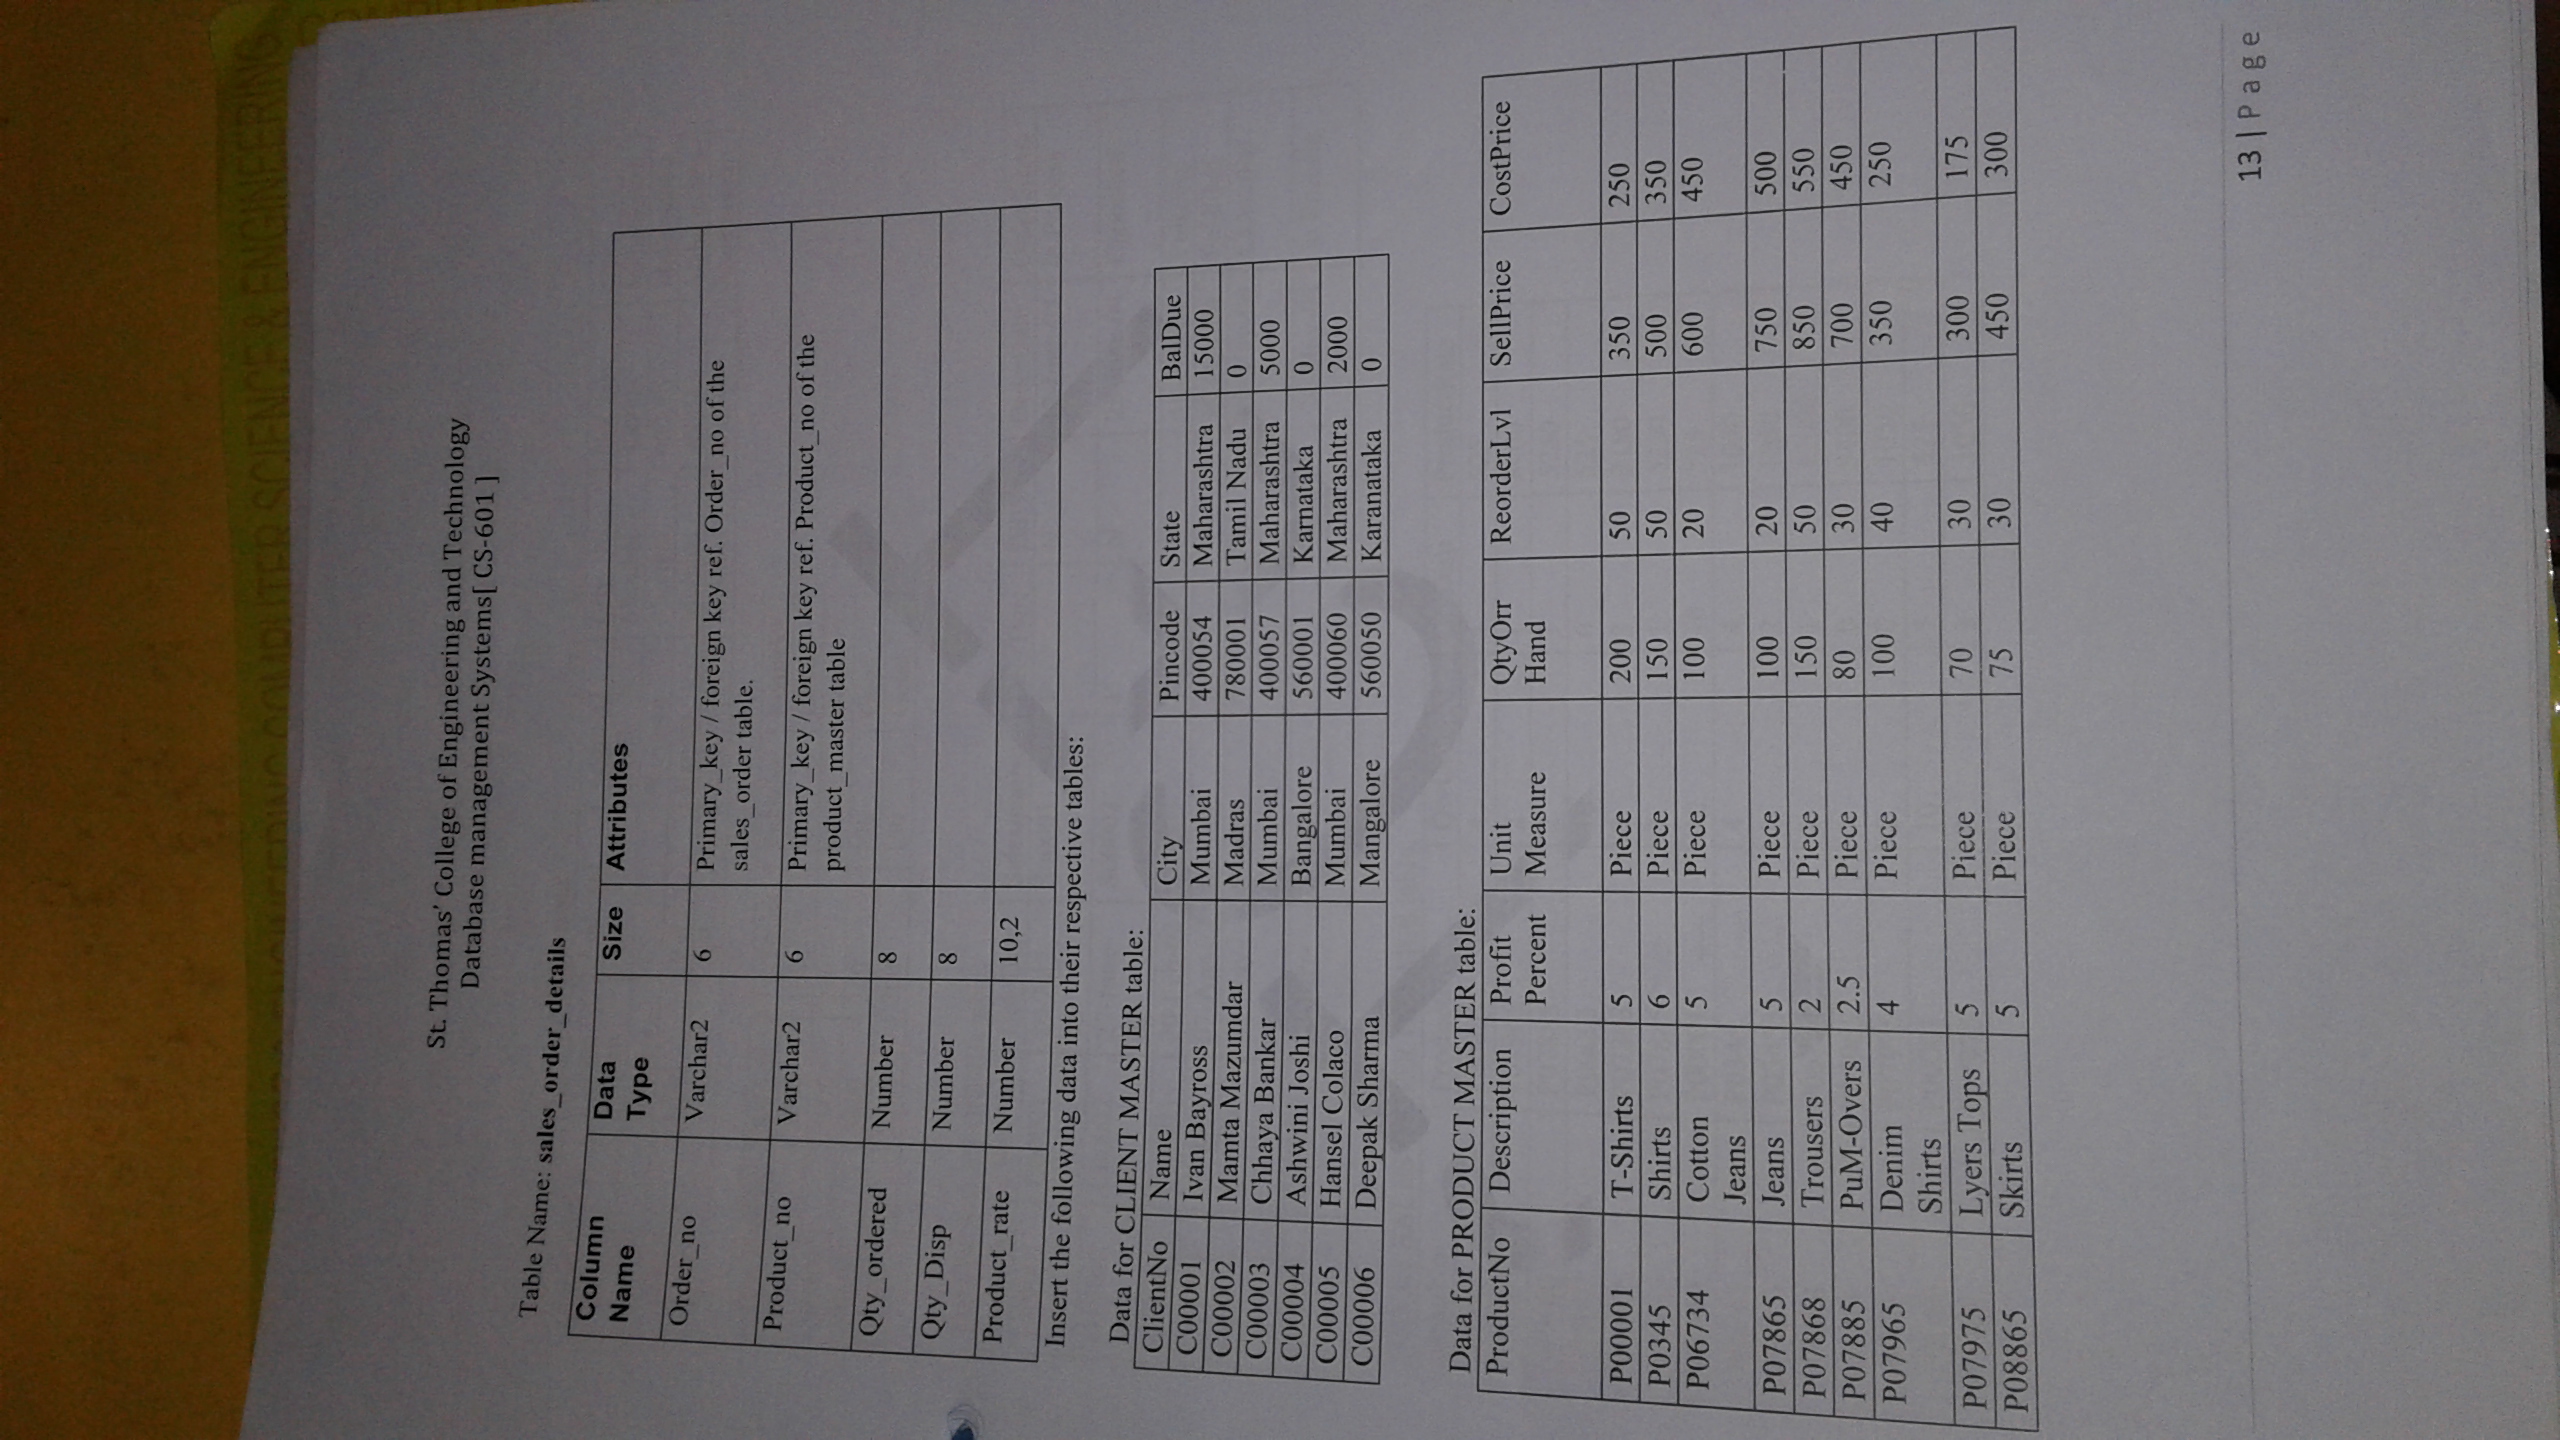 ENGINEERING COMPUTER SCIENCE & ENGINEERING
St. Thomas' College of Engineering and Technology
Database management Systems[ CS-601 ]
Table Name: sales_order_details
Column Name Data Type Size Attributes
Order_no Varchar2 6 Primary_key / foreign key ref. Order_no of the
sales_order table.
Product_no Varchar2 6 Primary_key / foreign key ref. Product_no of the
product_master table
Qty_ordered Number 8
Qty_Disp Number 8
Product_rate Number 10,2
Insert the following data into their respective tables:
Data for CLIENT MASTER table:
ClientNo Name City Pincode State BalDue
C00001 Ivan Bayross Mumbai 400054 Maharashtra 15000
C00002 Mamta Mazumdar Madras 780001 Tamil Nadu 0
C00003 Chhaya Bankar Mumbai 400057 Maharashtra 5000
C00004 Ashwini Joshi Bangalore 560001 Karnataka 0
C00005 Hansel Colaco Mumbai 400060 Maharashtra 2000
C00006 Deepak Sharma Mangalore 560050 Karanataka 0
Data for PRODUCT MASTER table:
ProductNo Description Profit Unit QtyOrr ReorderLvl SellPrice CostPrice
Percent Measure Hand
P00001 T-Shirts 5 Piece 200 50 350 250
P0345 Shirts 6 Piece 150 50 500 350
P06734 Cotton 5 Piece 100 20 600 450
Jeans
P07865 Jeans 5 Piece 100 20 750 500
P07868 Trousers 2 Piece 150 50 850 550
P07885 PuM-Overs 2.5 Piece 80 30 700 450
P07965 Denim 4 Piece 100 40 350 250
Shirts
P07975 Lyers Tops 5 Piece 70 30 300 175
P08865 Skirts 5 Piece 75 30 450 300
13 | Page